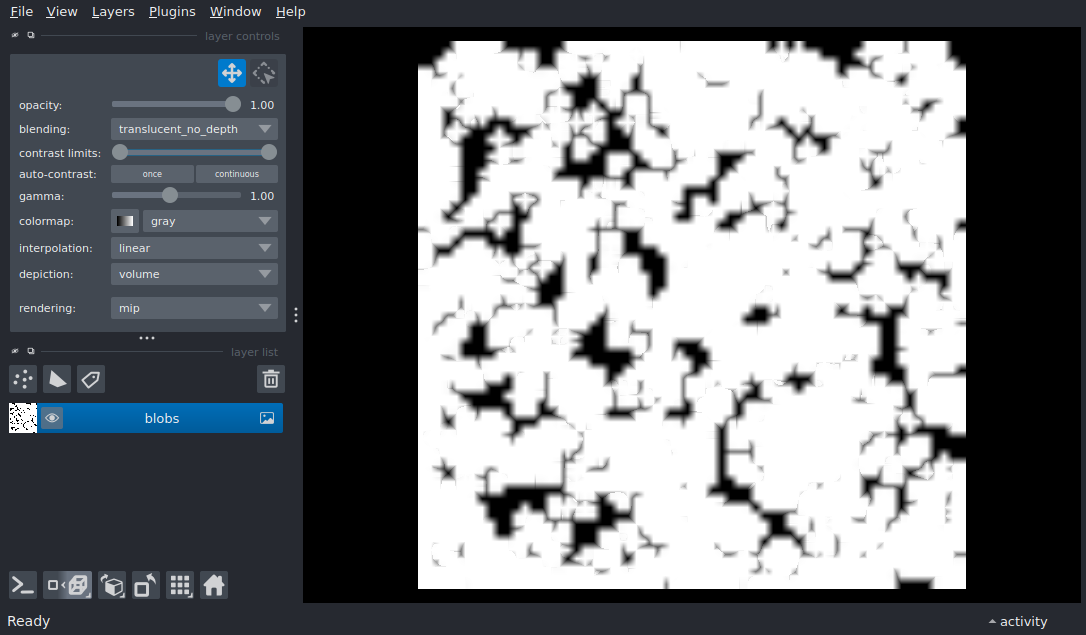 File View Layers Plugins Window Help
layer controls
opacity: 1.00
blending: translucent_no_depth
contrast limits:
auto-contrast: once continuous
gamma: 1.00
colormap: gray
interpolation: linear
depiction: volume
rendering: mip
layer list
blobs
Ready activity